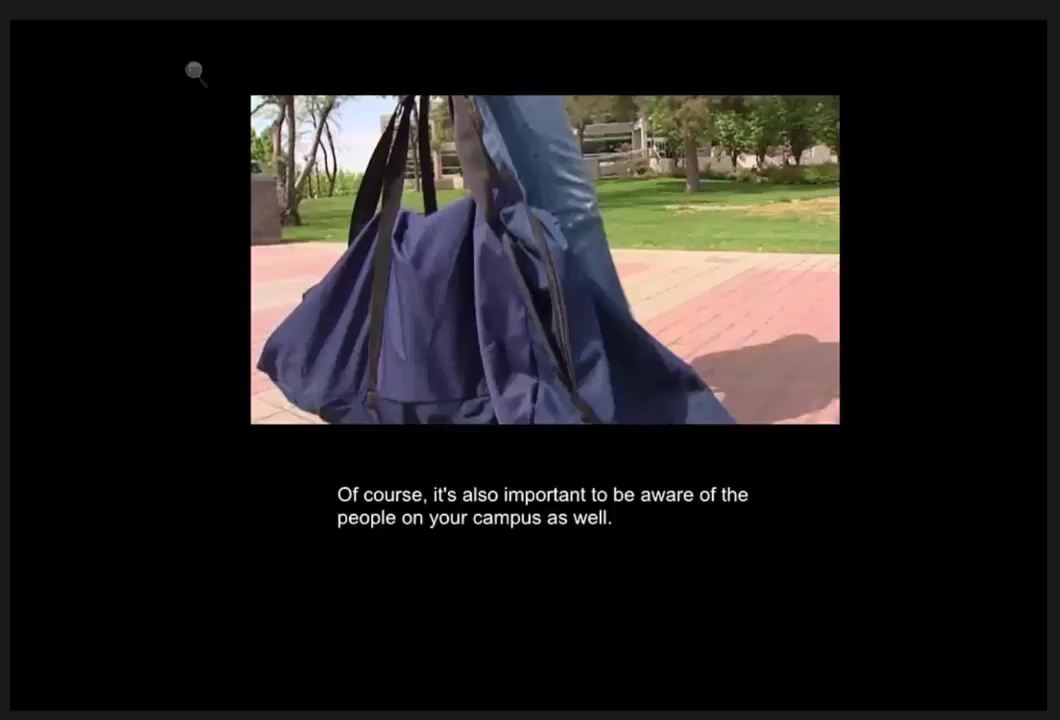 Of course, it's also important to be aware of the
people on your campus as well.